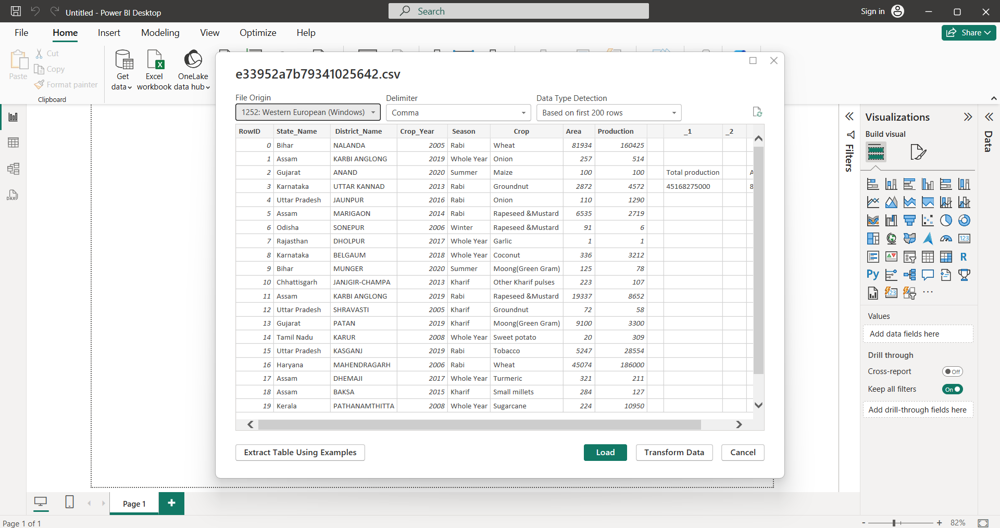 Untitled - Power BI Desktop
Search
Sign in
File Home Insert Modeling View Optimize Help
Share
Paste
Cut
Copy
Format painter
Clipboard
Get data
Excel workbook
OneLake data hub
e33952a7b79341025642.csv
File Origin Delimiter Data Type Detection
1252: Western European (Windows) Comma Based on first 200 rows
RowID State_Name District_Name Crop_Year Season Crop Area Production _1 _2
0 Bihar NALANDA 2005 Rabi Wheat 81934 160425
1 Assam KARBI ANGLONG 2019 Whole Year Onion 257 514
2 Gujarat ANAND 2020 Summer Maize 100 100 Total production A
3 Karnataka UTTAR KANNAD 2013 Rabi Groundnut 2872 4572 45168275000 8
4 Uttar Pradesh JAUNPUR 2016 Rabi Onion 110 1290
5 Assam MARIGAON 2014 Rabi Rapeseed &Mustard 6535 2719
6 Odisha SONEPUR 2006 Winter Rapeseed &Mustard 91 6
7 Rajasthan DHOLPUR 2017 Whole Year Garlic 1 1
8 Karnataka BELGAUM 2018 Whole Year Coconut 336 3212
9 Bihar MUNGER 2020 Summer Moong(Green Gram) 125 78
10 Chhattisgarh JANJGIR-CHAMPA 2013 Kharif Other Kharif pulses 223 107
11 Assam KARBI ANGLONG 2019 Rabi Rapeseed &Mustard 19337 8652
12 Uttar Pradesh SHRAVASTI 2005 Kharif Groundnut 72 58
13 Gujarat PATAN 2019 Kharif Moong(Green Gram) 9100 3300
14 Tamil Nadu KARUR 2008 Whole Year Sweet potato 20 309
15 Uttar Pradesh KASGANJ 2019 Rabi Tobacco 5247 28554
16 Haryana MAHENDRAGARH 2006 Rabi Wheat 45074 186000
17 Assam DHEMAJI 2017 Whole Year Turmeric 321 211
18 Assam BAKSA 2015 Kharif Small millets 284 127
19 Kerala PATHANAMTHITTA 2008 Whole Year Sugarcane 224 10950
Extract Table Using Examples Load Transform Data Cancel
Filters
Visualizations
Build visual
123
R
Py
123
Values
Add data fields here
Drill through
Cross-report Off
Keep all filters On
Add drill-through fields here
Data
DAX
Page 1
Page 1 of 1
- + 82%